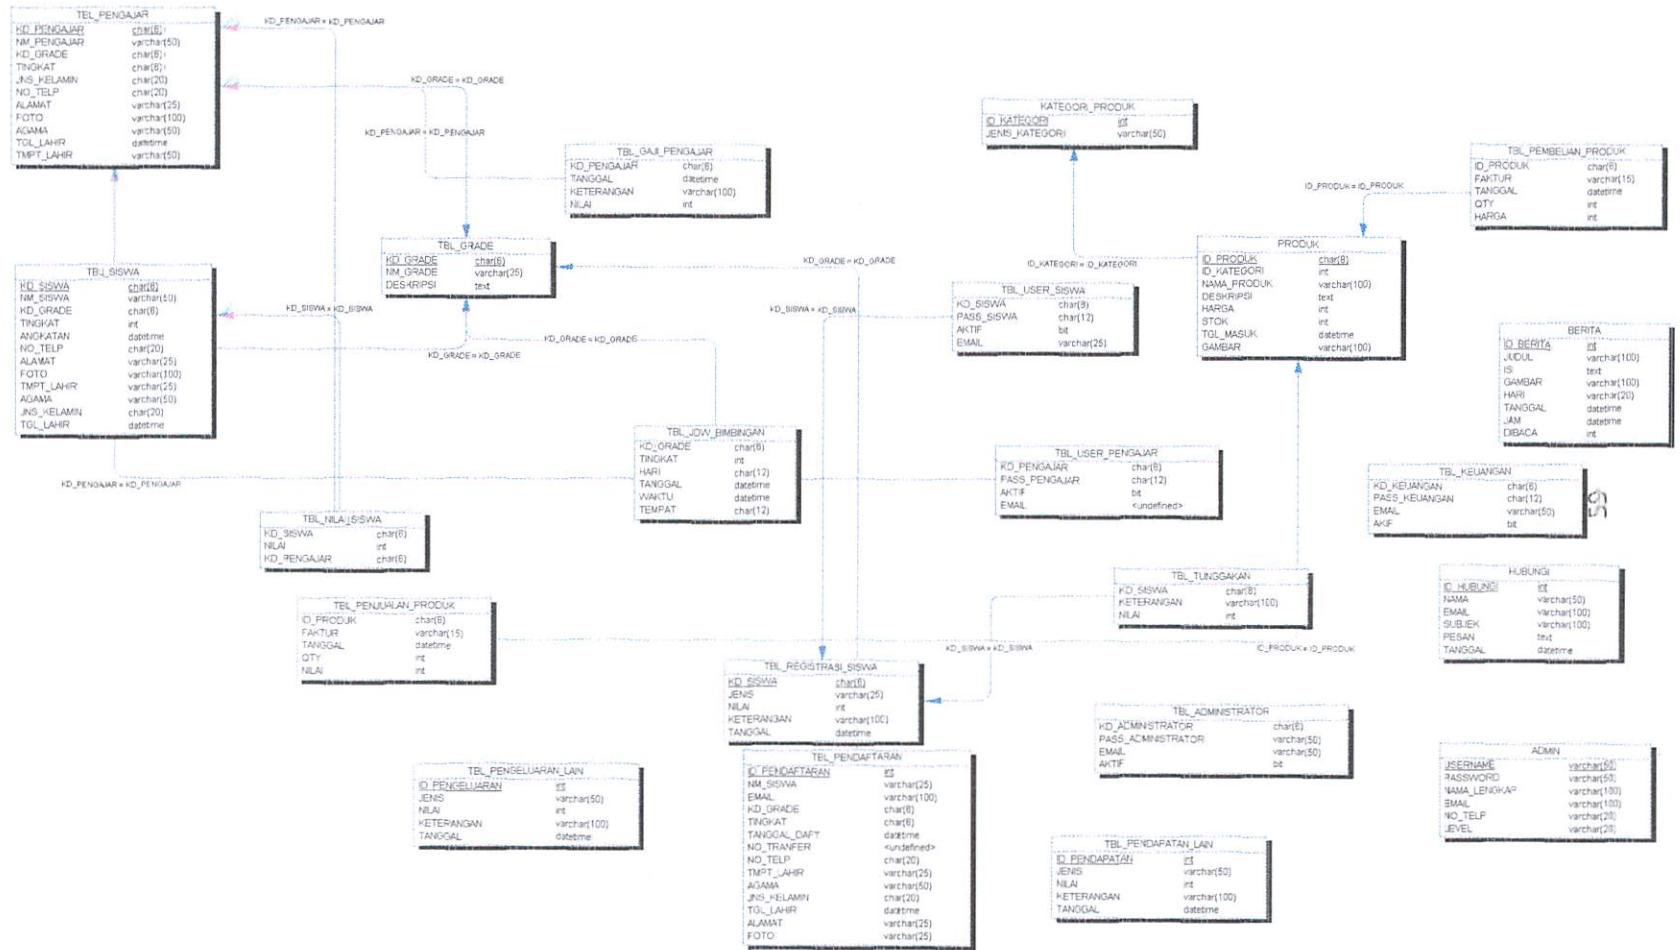 TBL_PENGAJAR
KD_PENGAJAR char(6)
NM_PENGAJAR varchar(50)
KD_GRADE char(6)
TINGKAT char(6)
JNS_KELAMIN char(20)
NO_TELP char(20)
ALAMAT varchar(25)
FOTO varchar(100)
AGAMA varchar(50)
TGL_LAHIR datetime
TMPT_LAHIR varchar(50)
KD_PENGAJAR = KD_PENGAJAR
KD_GRADE = KD_GRADE
KD_PENGAJAR = KD_PENGAJAR
TBL_GAJI_PENGAJAR
KD_PENGAJAR char(6)
TANGGAL datetime
KETERANGAN varchar(100)
NILAI int
KATEGORI_PRODUK
ID_KATEGORI int
JENIS_KATEGORI varchar(50)
TBL_PEMBELIAN_PRODUK
ID_PRODUK char(6)
FAKTUR varchar(15)
TANGGAL datetime
QTY int
HARGA int
ID_PRODUK = ID_PRODUK
TBL_GRADE
KD_GRADE char(6)
NM_GRADE varchar(25)
DESKRIPSI text
KD_GRADE = KD_GRADE
ID_KATEGORI = ID_KATEGORI
PRODUK
ID_PRODUK char(8)
ID_KATEGORI int
NAMA_PRODUK varchar(100)
DESKRIPSI text
HARGA int
STOK int
TGL_MASUK datetime
GAMBAR varchar(100)
TBL_SISWA
KD_SISWA char(8)
NM_SISWA varchar(50)
KD_GRADE char(6)
TINGKAT int
ANGKATAN datetime
NO_TELP char(20)
ALAMAT varchar(25)
FOTO varchar(100)
TMPT_LAHIR varchar(25)
AGAMA varchar(50)
JNS_KELAMIN char(20)
TGL_LAHIR datetime
KD_SISWA = KD_SISWA
KD_GRADE = KD_GRADE
KD_GRADE = KD_GRADE
KD_SISWA = KD_SISWA
TBL_USER_SISWA
KD_SISWA char(8)
PASS_SISWA char(12)
AKTIF bit
EMAIL varchar(25)
BERITA
ID_BERITA int
JUDUL varchar(100)
ISI text
GAMBAR varchar(100)
HARI varchar(20)
TANGGAL datetime
JAM datetime
DIBACA int
TBL_JDW_BIMBINGAN
KD_GRADE char(6)
TINGKAT int
HARI char(12)
TANGGAL datetime
WAKTU datetime
TEMPAT char(12)
TBL_USER_PENGAJAR
KD_PENGAJAR char(8)
PASS_PENGAJAR char(12)
AKTIF bit
EMAIL <undefined>
TBL_KEUANGAN
KD_KEUANGAN char(6)
PASS_KEUANGAN char(12)
EMAIL varchar(50)
AKIF bit
59
KD_PENGAJAR = KD_PENGAJAR
TBL_NILAI_SISWA
KD_SISWA char(6)
NILAI int
KD_PENGAJAR char(6)
TBL_PENJUALAN_PRODUK
ID_PRODUK char(6)
FAKTUR varchar(15)
TANGGAL datetime
QTY int
NILAI int
TBL_TUNGGAKAN
KD_SISWA char(8)
KETERANGAN varchar(100)
NILAI int
KD_SISWA = KD_SISWA
ID_PRODUK = ID_PRODUK
HUBUNGI
ID_HUBUNGI int
NAMA varchar(50)
EMAIL varchar(100)
SUBJEK varchar(100)
PESAN text
TANGGAL datetime
TBL_REGISTRASI_SISWA
KD_SISWA char(6)
JENIS varchar(25)
NILAI int
KETERANGAN varchar(100)
TANGGAL datetime
TBL_ADMINISTRATOR
KD_ADMINISTRATOR char(6)
PASS_ADMINISTRATOR varchar(50)
EMAIL varchar(50)
AKTIF bit
TBL_PENGELUARAN_LAIN
ID_PENGELUARAN int
JENIS varchar(50)
NILAI int
KETERANGAN varchar(100)
TANGGAL datetime
TBL_PENDAFTARAN
ID_PENDAFTARAN int
NM_SISWA varchar(25)
EMAIL varchar(100)
KD_GRADE char(6)
TINGKAT char(6)
TANGGAL_DAFT datetime
NO_TRANFER <undefined>
NO_TELP char(20)
TMPT_LAHIR varchar(25)
AGAMA varchar(50)
JNS_KELAMIN char(20)
TGL_LAHIR datetime
ALAMAT varchar(25)
FOTO varchar(25)
TBL_PENDAPATAN_LAIN
ID_PENDAPATAN int
JENIS varchar(50)
NILAI int
KETERANGAN varchar(100)
TANGGAL datetime
ADMIN
USERNAME varchar(50)
PASSWORD varchar(50)
NAMA_LENGKAP varchar(100)
EMAIL varchar(100)
NO_TELP varchar(20)
LEVEL varchar(20)